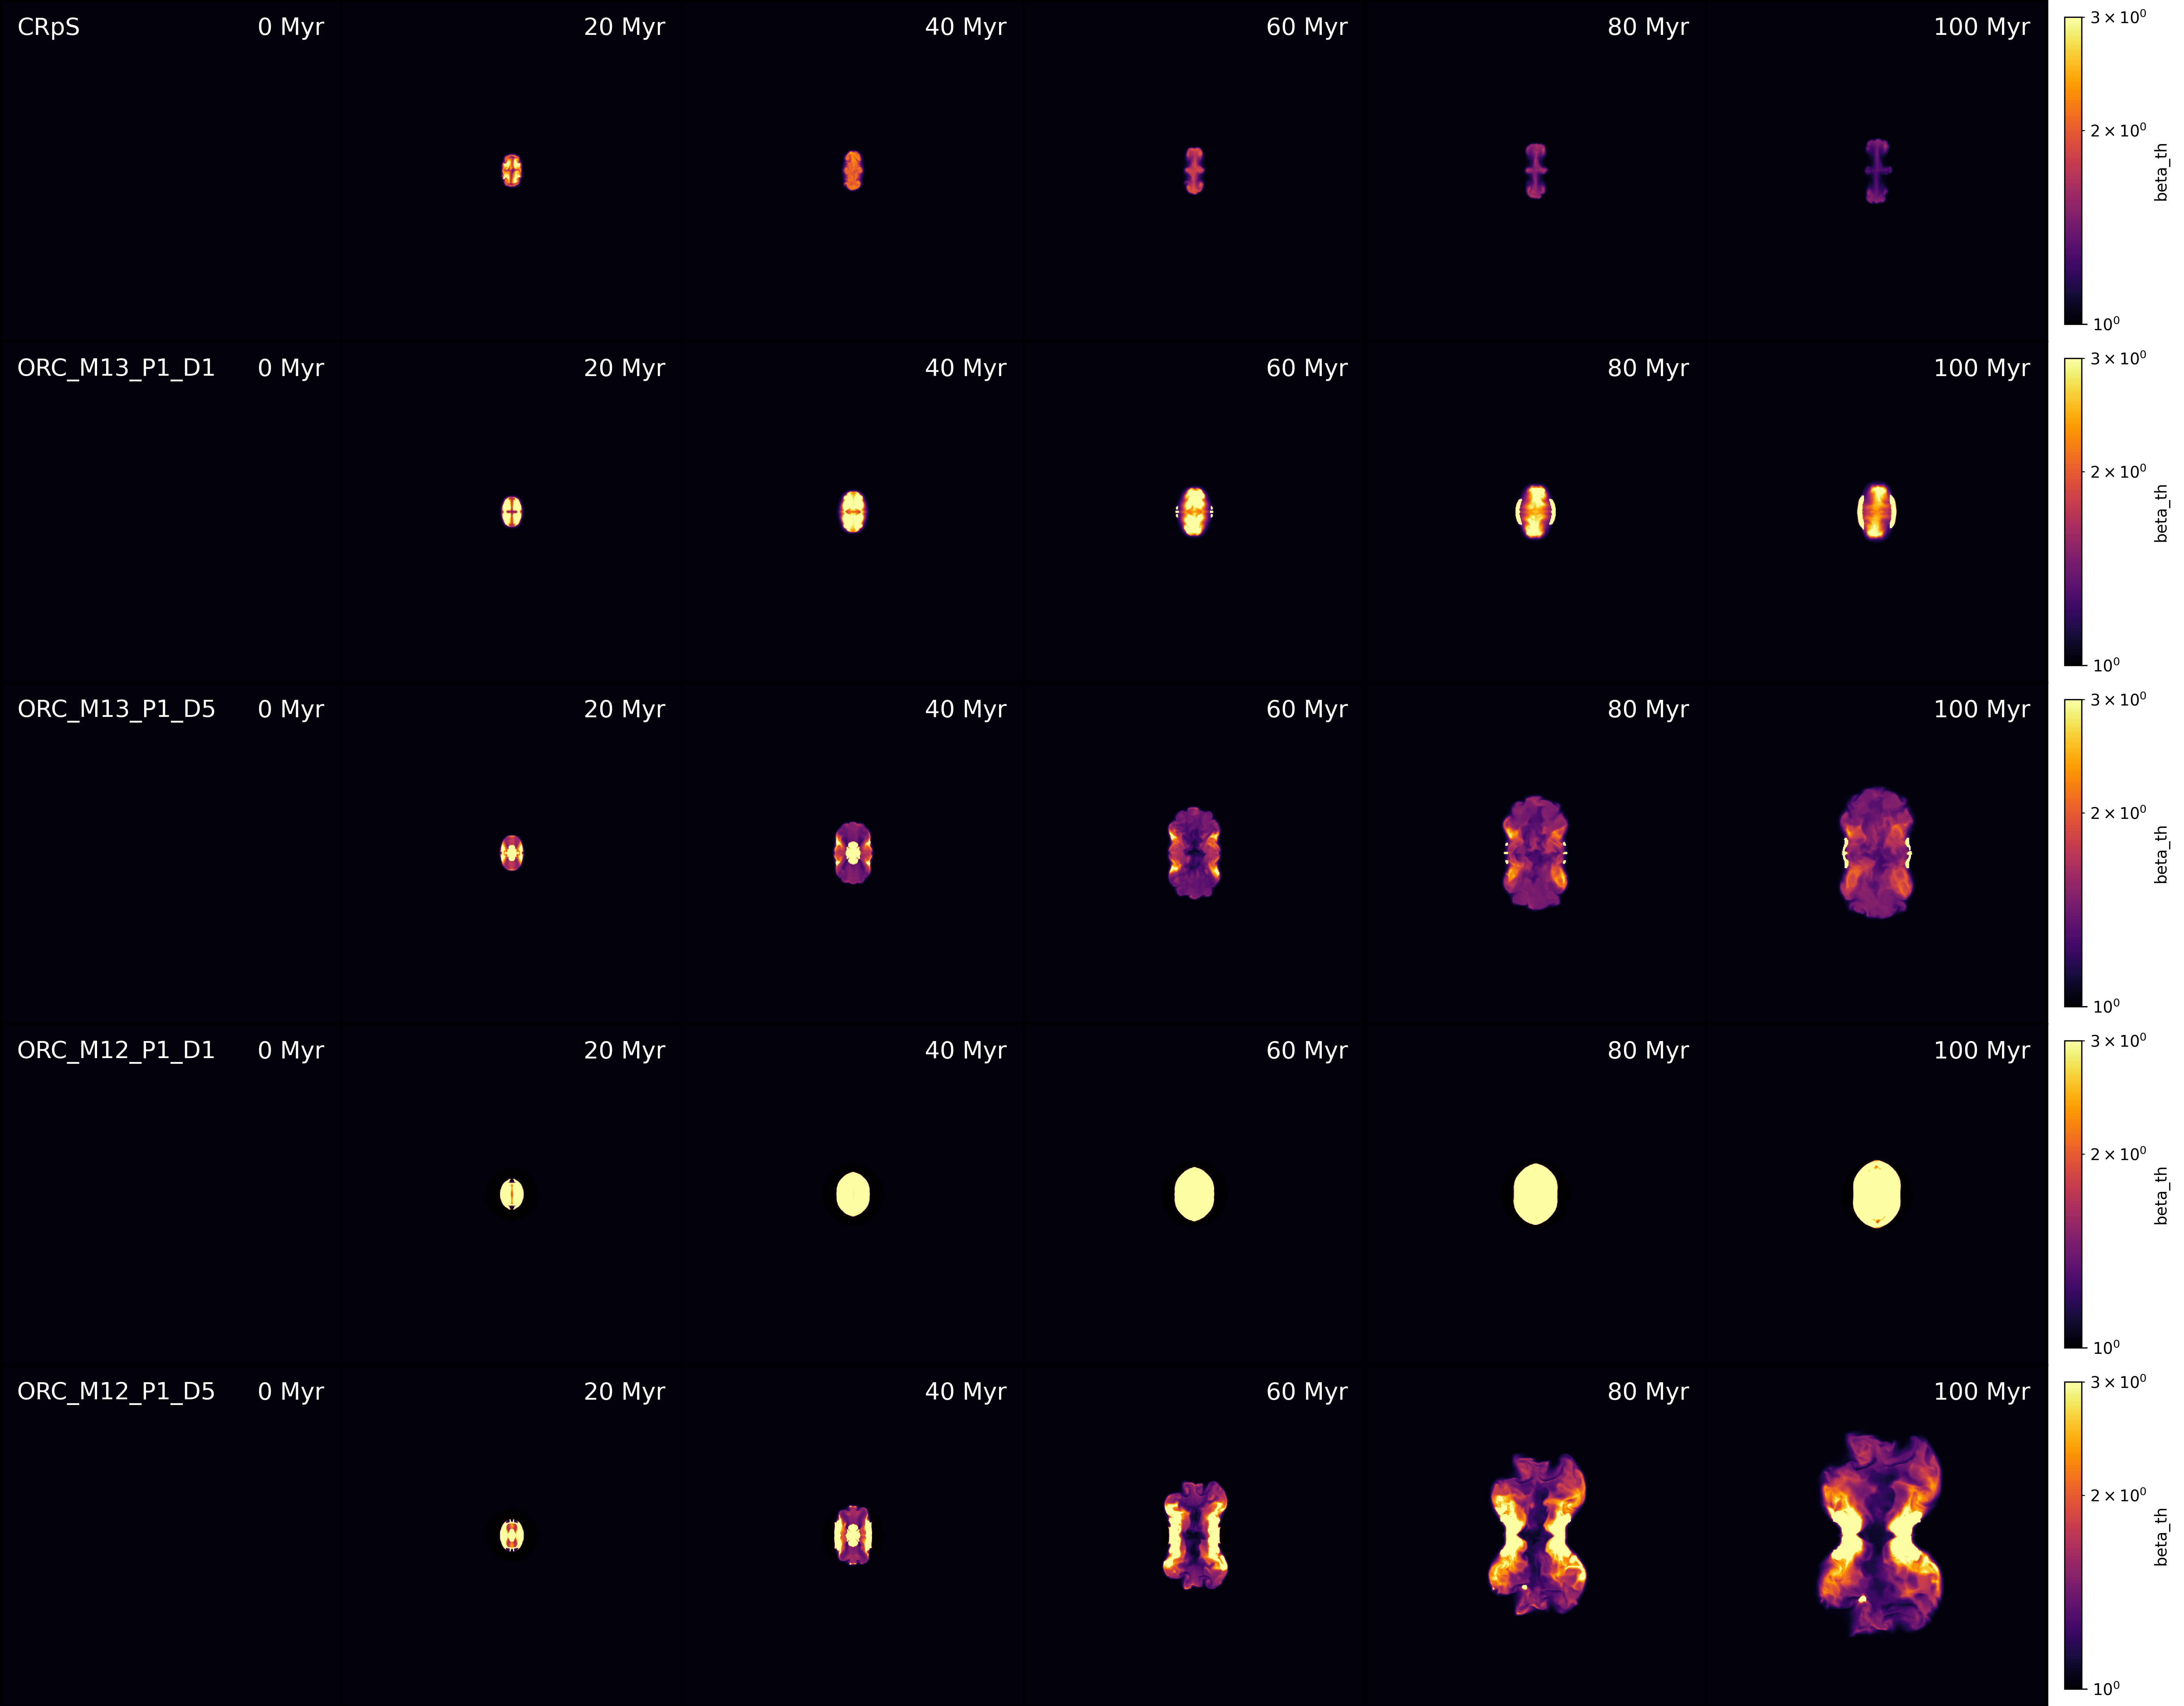 CRpS 0 Myr 20 Myr 40 Myr 60 Myr 80 Myr 100 Myr
3 × 10⁰
2 × 10⁰
10⁰
beta_th
ORC_M13_P1_D1 0 Myr 20 Myr 40 Myr 60 Myr 80 Myr 100 Myr
3 × 10⁰
2 × 10⁰
10⁰
beta_th
ORC_M13_P1_D5 0 Myr 20 Myr 40 Myr 60 Myr 80 Myr 100 Myr
3 × 10⁰
2 × 10⁰
10⁰
beta_th
ORC_M12_P1_D1 0 Myr 20 Myr 40 Myr 60 Myr 80 Myr 100 Myr
3 × 10⁰
2 × 10⁰
10⁰
beta_th
ORC_M12_P1_D5 0 Myr 20 Myr 40 Myr 60 Myr 80 Myr 100 Myr
3 × 10⁰
2 × 10⁰
10⁰
beta_th